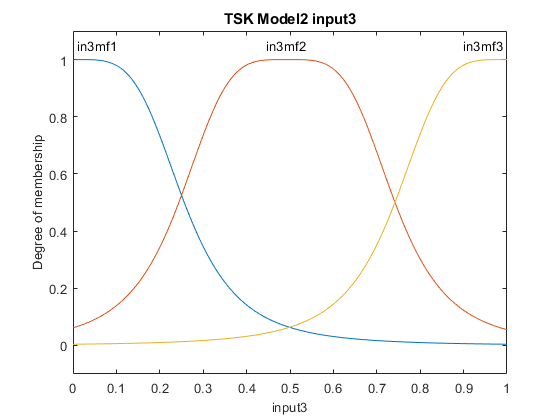 TSK Model2 input3
in3mf1 in3mf2 in3mf3
1
0.8
0.6
0.4
0.2
0
Degree of membership
0 0.1 0.2 0.3 0.4 0.5 0.6 0.7 0.8 0.9 1
input3